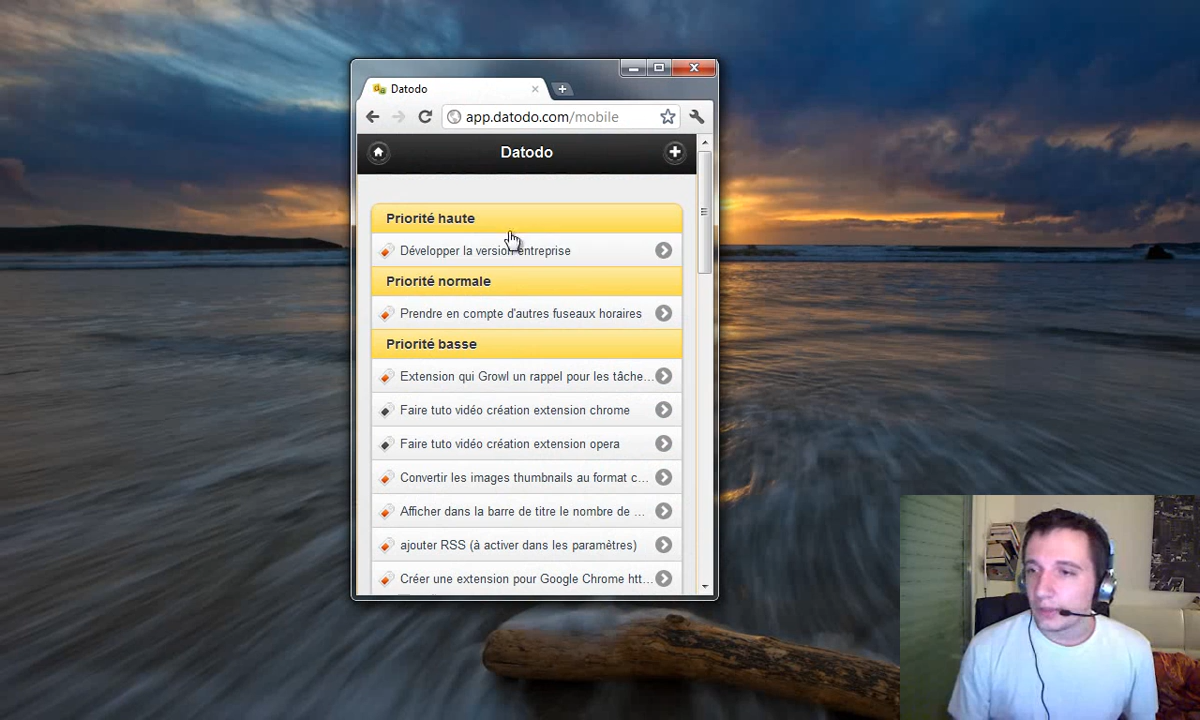 Datodo
app.datodo.com/mobile
Datodo
Priorité haute
Développer la version entreprise
Priorité normale
Prendre en compte d'autres fuseaux horaires
Priorité basse
Extension qui Growl un rappel pour les tâche...
Faire tuto vidéo création extension chrome
Faire tuto vidéo création extension opera
Convertir les images thumbnails au format c...
Afficher dans la barre de titre le nombre de ...
ajouter RSS (à activer dans les paramètres)
Créer une extension pour Google Chrome htt...